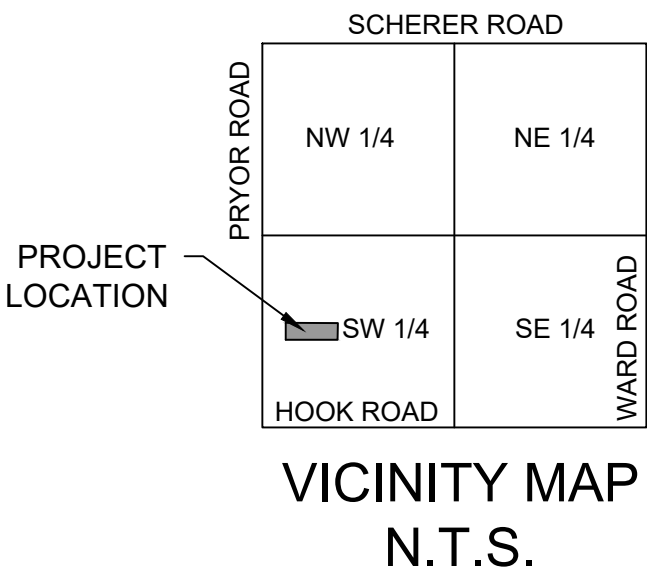 SCHERER ROAD
PRYOR ROAD
NW 1/4
NE 1/4
PROJECT
LOCATION
SW 1/4
SE 1/4
WARD ROAD
HOOK ROAD
VICINITY MAP
N.T.S.